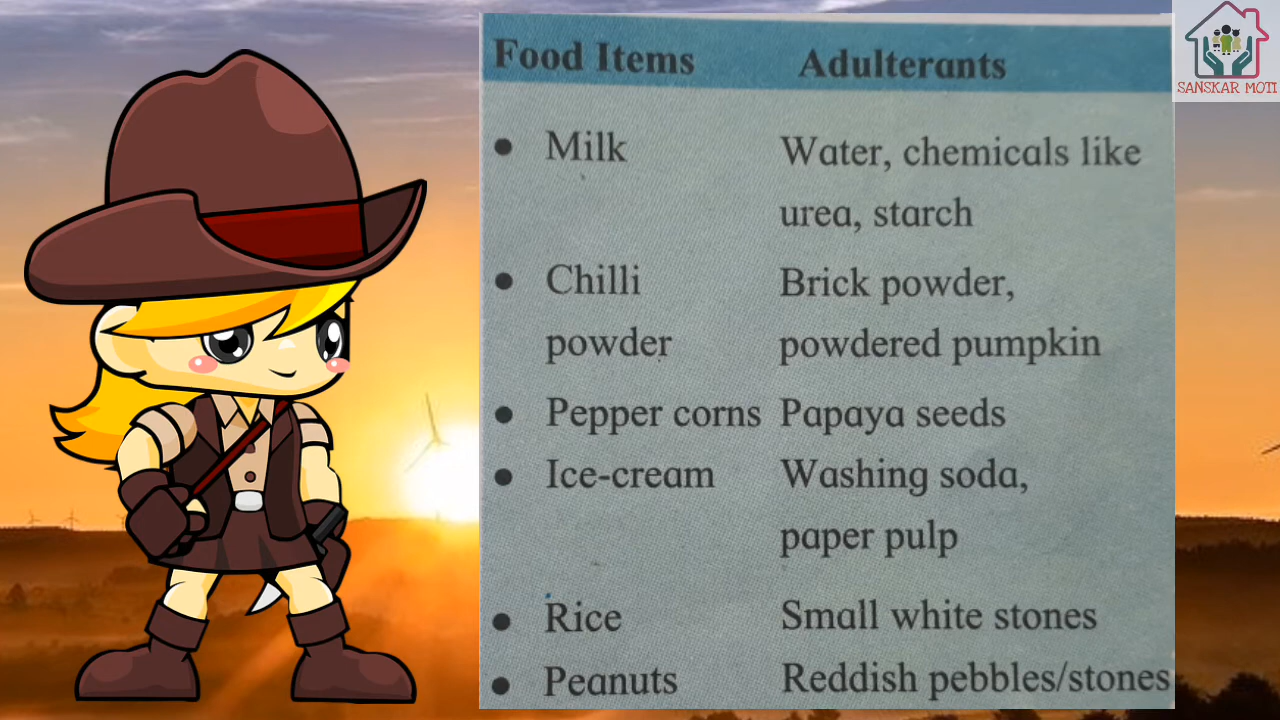 Food Items Adulterants
SANSKAR MOTI
• Milk Water, chemicals like
urea, starch
• Chilli Brick powder,
powder powdered pumpkin
• Pepper corns Papaya seeds
• Ice-cream Washing soda,
paper pulp
• Rice Small white stones
• Peanuts Reddish pebbles/stones